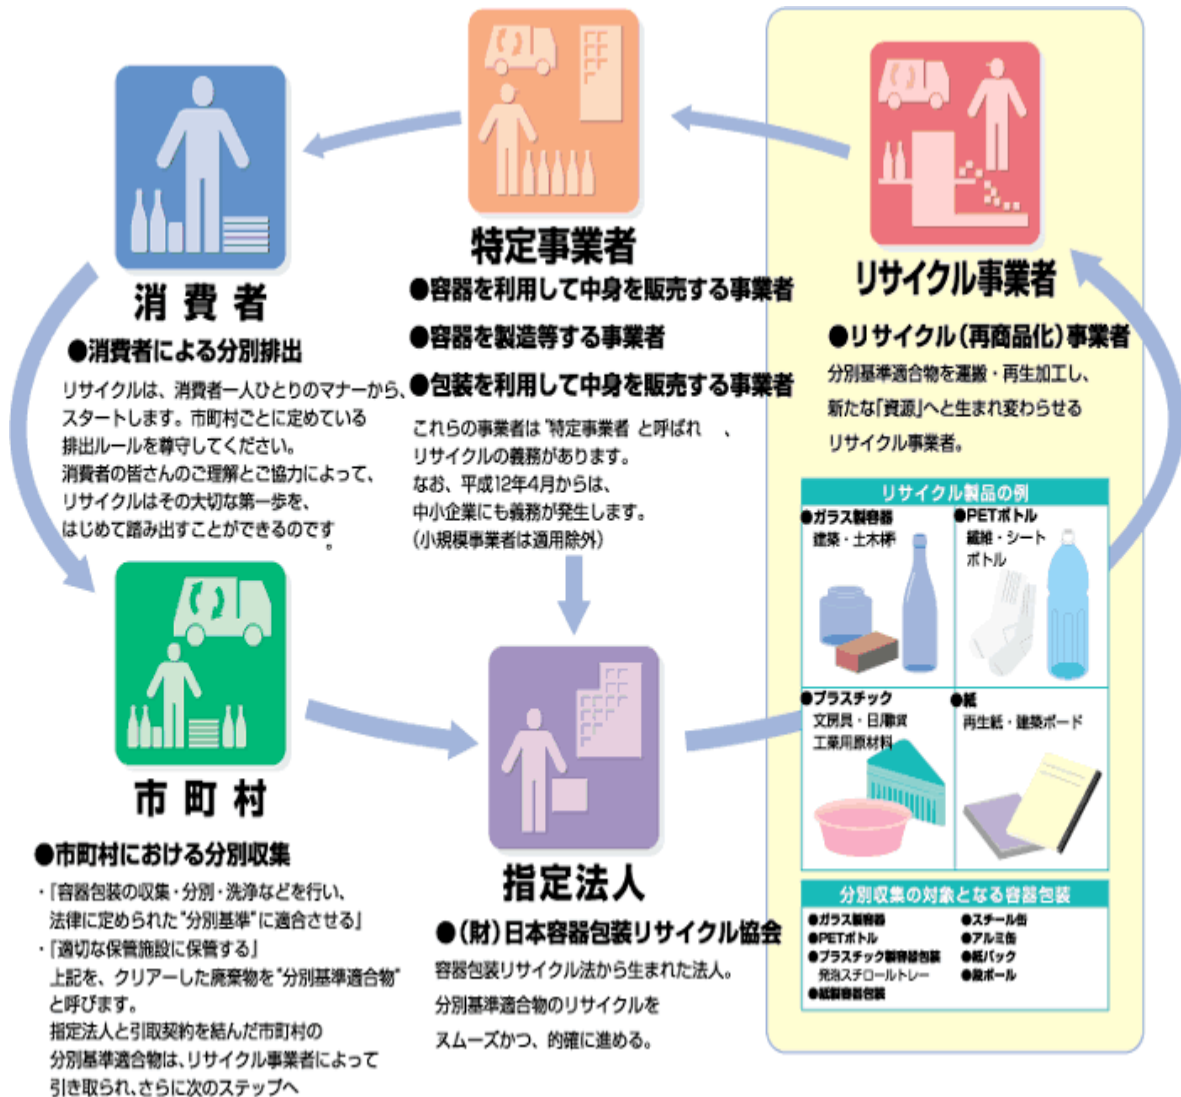 消費者
●消費者による分別排出
リサイクルは、消費者一人ひとりのマナーから、
スタートします。市町村ごとに定めている
排出ルールを尊守してください。
消費者の皆さんのご理解とご協力によって、
リサイクルはその大切な第一歩を、
はじめて踏み出すことができるのです。
特定事業者
●容器を利用して中身を販売する事業者
●容器を製造等する事業者
●包装を利用して中身を販売する事業者
これらの事業者は"特定事業者 と呼ばれ 、
リサイクルの義務があります。
なお、平成12年4月からは、
中小企業にも義務が発生します。
(小規模事業者は適用除外)
リサイクル事業者
●リサイクル(再商品化)事業者
分別基準適合物を運搬・再生加工し、
新たな「資源」へと生まれ変わらせる
リサイクル事業者。
リサイクル製品の例
●ガラス製容器
建築・土木材
●PETボトル
繊維・シート
ボトル
●プラスチック
文房具・日用雑貨
工業用原材料
●紙
再生紙・建築ボード
分別収集の対象となる容器包装
●ガラス製容器
●PETボトル
●プラスチック製容器包装
発泡スチロールトレー
●紙製容器包装
●スチール缶
●アルミ缶
●紙パック
●段ボール
市町村
●市町村における分別収集
・「容器包装の収集・分別・洗浄などを行い、
法律に定められた"分別基準"に適合させる」
・「適切な保管施設に保管する」
上記を、クリアーした廃棄物を"分別基準適合物"
と呼びます。
指定法人と引取契約を結んだ市町村の
分別基準適合物は、リサイクル事業者によって
引き取られ、さらに次のステップへ
指定法人
●(財)日本容器包装リサイクル協会
容器包装リサイクル法から生まれた法人。
分別基準適合物のリサイクルを
スムーズかつ、的確に進める。